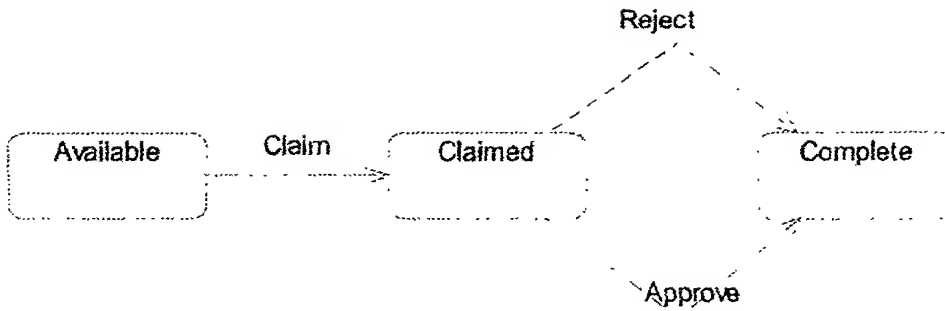 Reject
Available
Claim
Claimed
Complete
Approve